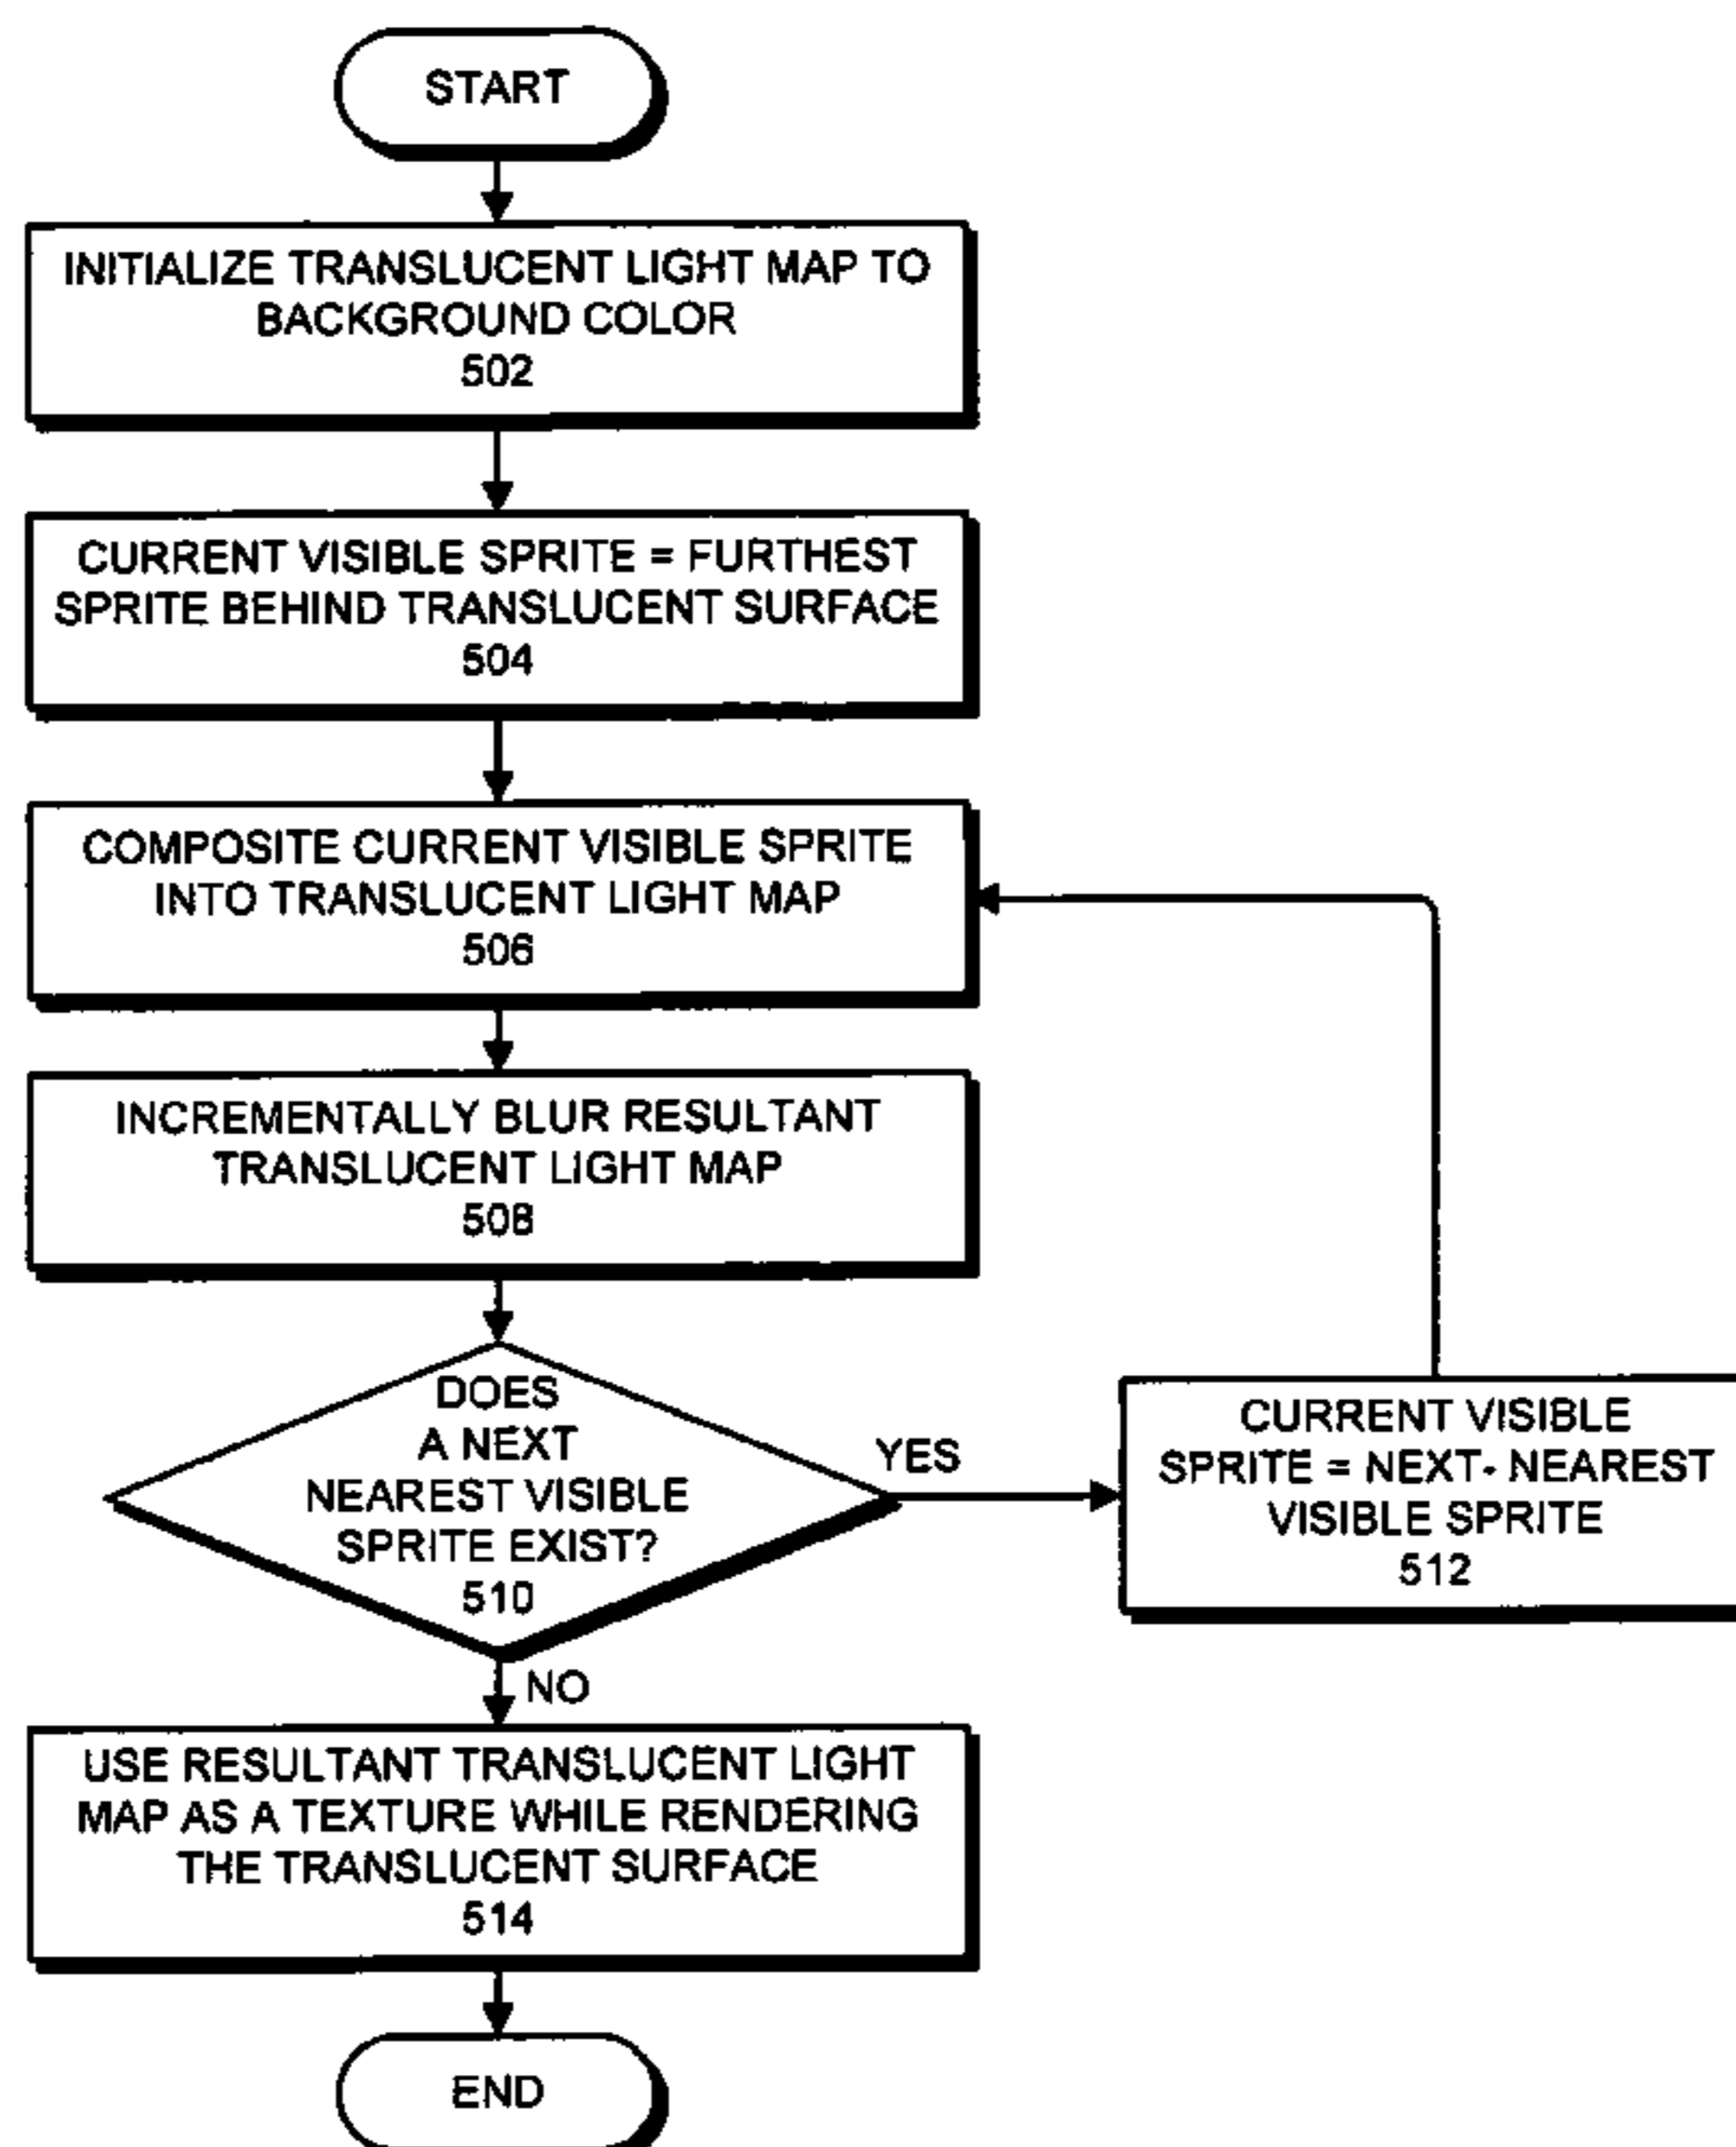 START
INITIALIZE TRANSLUCENT LIGHT MAP TO
BACKGROUND COLOR
502
CURRENT VISIBLE SPRITE = FURTHEST
SPRITE BEHIND TRANSLUCENT SURFACE
504
COMPOSITE CURRENT VISIBLE SPRITE
INTO TRANSLUCENT LIGHT MAP
506
INCREMENTALLY BLUR RESULTANT
TRANSLUCENT LIGHT MAP
508
DOES
A NEXT
NEAREST VISIBLE
SPRITE EXIST?
510
YES
CURRENT VISIBLE
SPRITE = NEXT- NEAREST
VISIBLE SPRITE
512
NO
USE RESULTANT TRANSLUCENT LIGHT
MAP AS A TEXTURE WHILE RENDERING
THE TRANSLUCENT SURFACE
514
END